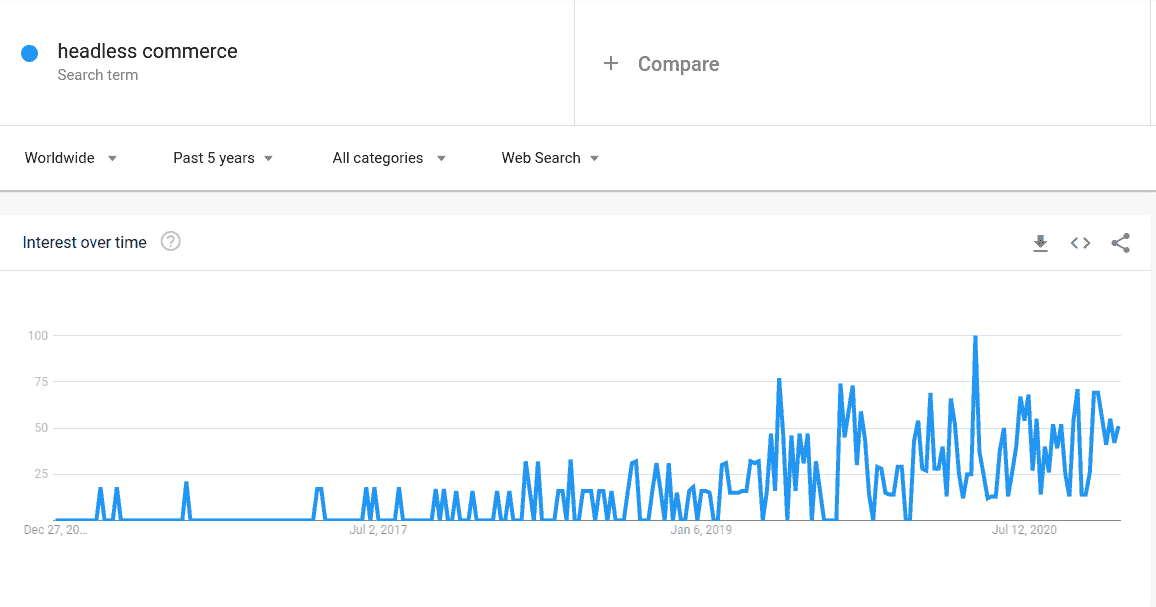 headless commerce
Search term
+ Compare
Worldwide Past 5 years All categories Web Search
Interest over time ?
100
75
50
25
Dec 27, 20... Jul 2, 2017 Jan 6, 2019 Jul 12, 2020